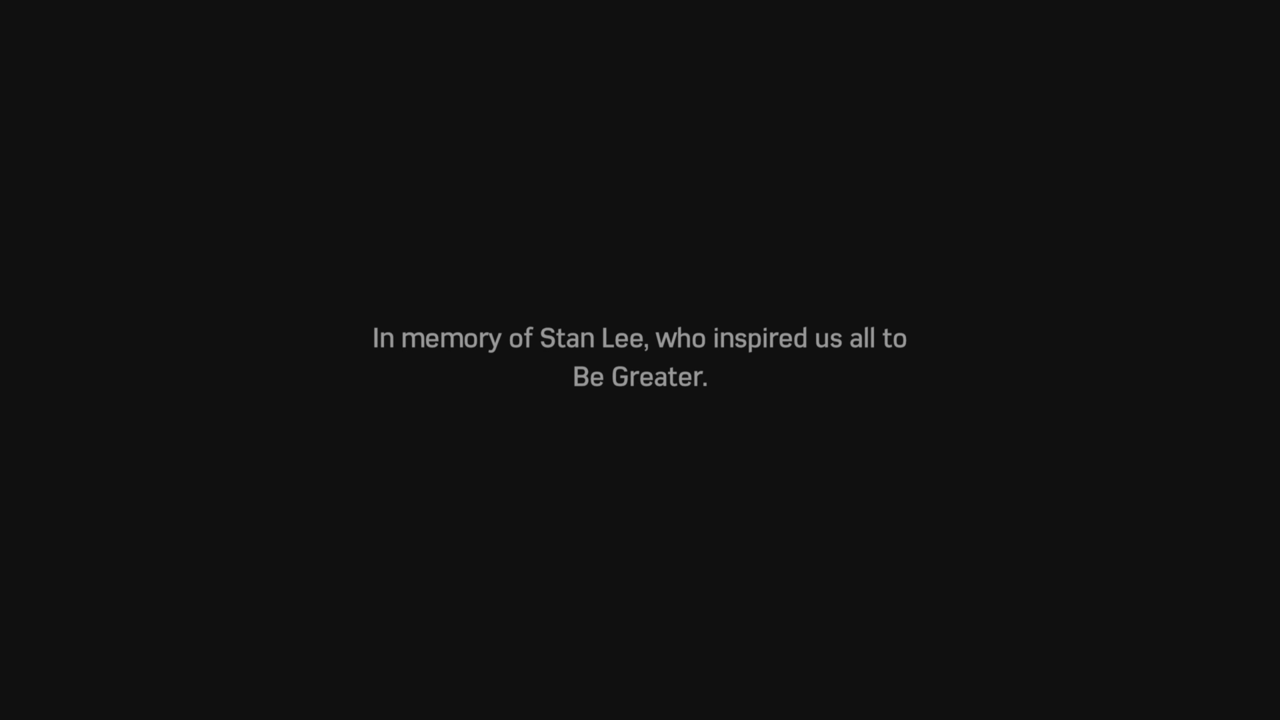 In memory of Stan Lee, who inspired us all to
Be Greater.